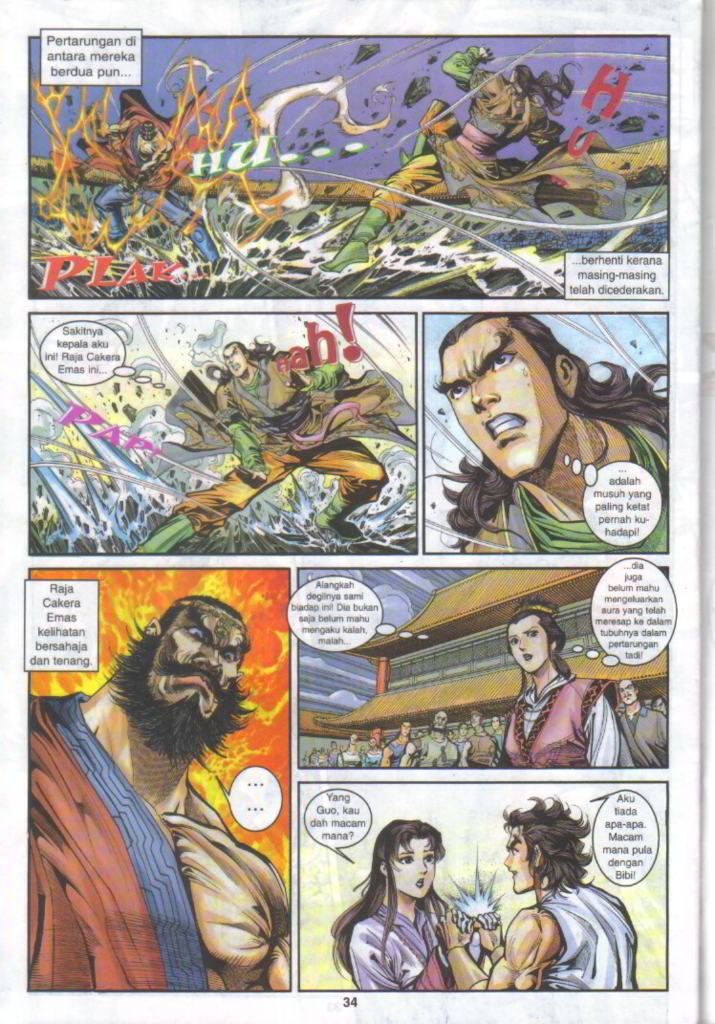 Pertarungan di
antara mereka
berdua pun...
HU...
HU
PLAK
...berhenti kerana
masing-masing
telah dicederakan.
Sakitnya
kepala aku
ini! Raja Cakera
Emas ini...
Hah!
PAP!
...
adalah
musuh yang
paling ketat
pernah ku-
hadapi!
Raja
Cakera
Emas
kelihatan
bersahaja
dan tenang.
...
...
Alangkah
degilnya sami
biadap ini! Dia bukan
saja belum mahu
mengaku kalah,
malah...
...dia
juga
belum mahu
mengeluarkan
aura yang telah
meresap ke dalam
tubuhnya dalam
pertarungan
tadi!
Yang
Guo, kau
dah macam
mana?
Aku
tiada
apa-apa.
Macam
mana pula
dengan
Bibi!
34